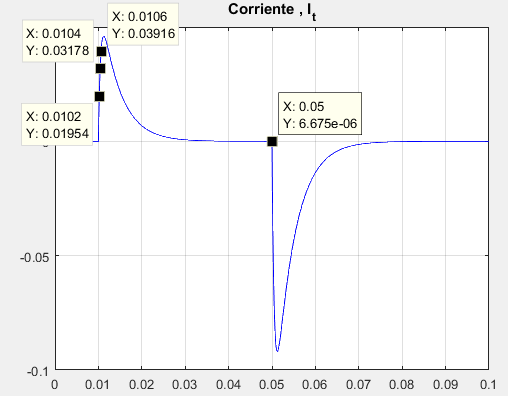 Corriente , I_t
X: 0.0106
Y: 0.03916
X: 0.0104
Y: 0.03178
X: 0.0102
Y: 0.01954
X: 0.05
Y: 6.675e-06
-0.05
-0.1
0 0.01 0.02 0.03 0.04 0.05 0.06 0.07 0.08 0.09 0.1